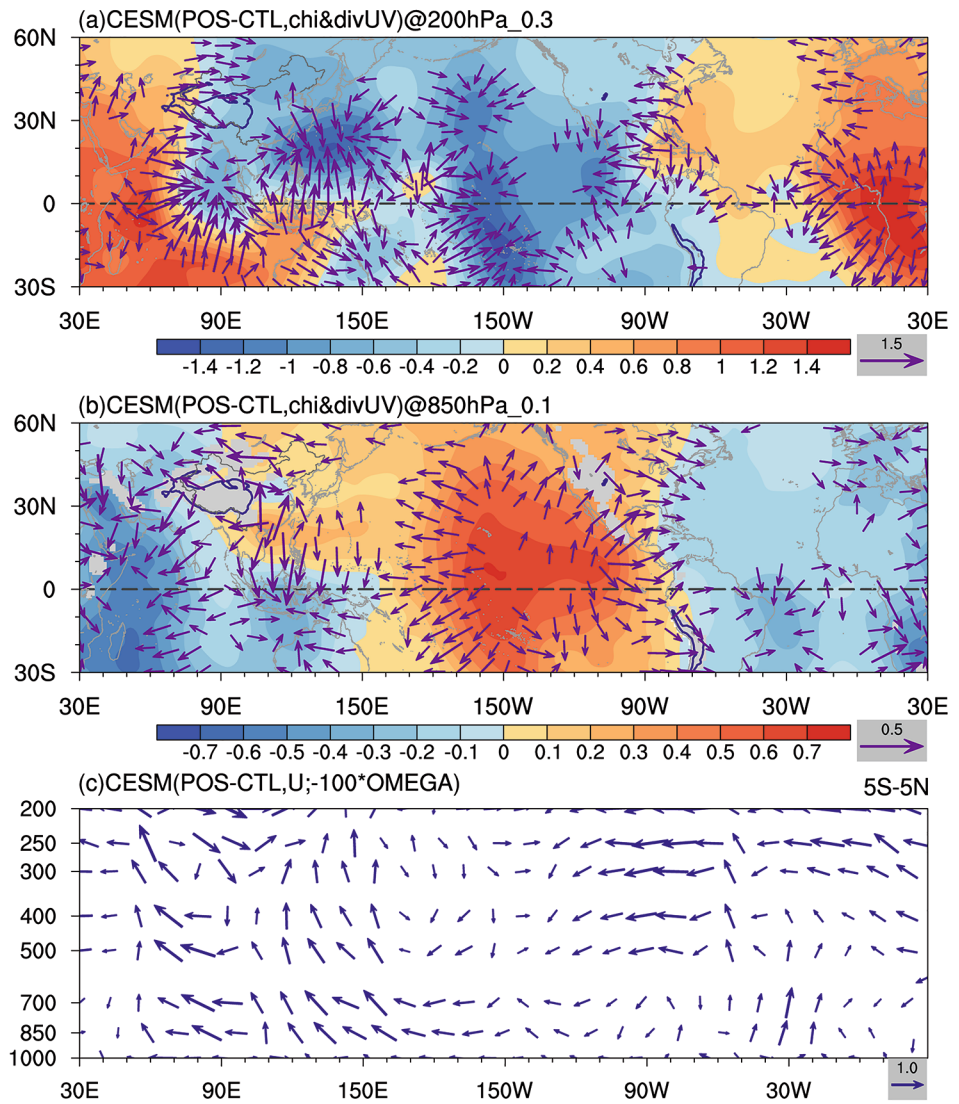 (a)CESM(POS-CTL,chi&divUV)@200hPa_0.3
60N
30N
0
30S
30E 90E 150E 150W 90W 30W 30E
-1.4 -1.2 -1 -0.8 -0.6 -0.4 -0.2 0 0.2 0.4 0.6 0.8 1 1.2 1.4
1.5
(b)CESM(POS-CTL,chi&divUV)@850hPa_0.1
60N
30N
0
30S
30E 90E 150E 150W 90W 30W 30E
-0.7 -0.6 -0.5 -0.4 -0.3 -0.2 -0.1 0 0.1 0.2 0.3 0.4 0.5 0.6 0.7
0.5
(c)CESM(POS-CTL,U;-100*OMEGA) 5S-5N
200
250
300
400
500
700
850
1000
30E 90E 150E 150W 90W 30W 30E
1.0